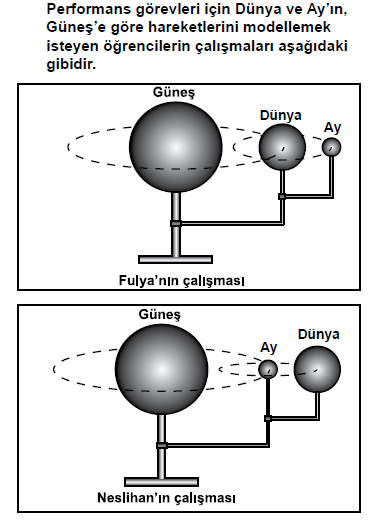 Performans görevleri için Dünya ve Ay'ın,
Güneş'e göre hareketlerini modellemek
isteyen öğrencilerin çalışmaları aşağıdaki
gibidir.
Güneş
Dünya
Ay
Fulya'nın çalışması
Güneş
Dünya
Ay
Neslihan'ın çalışması